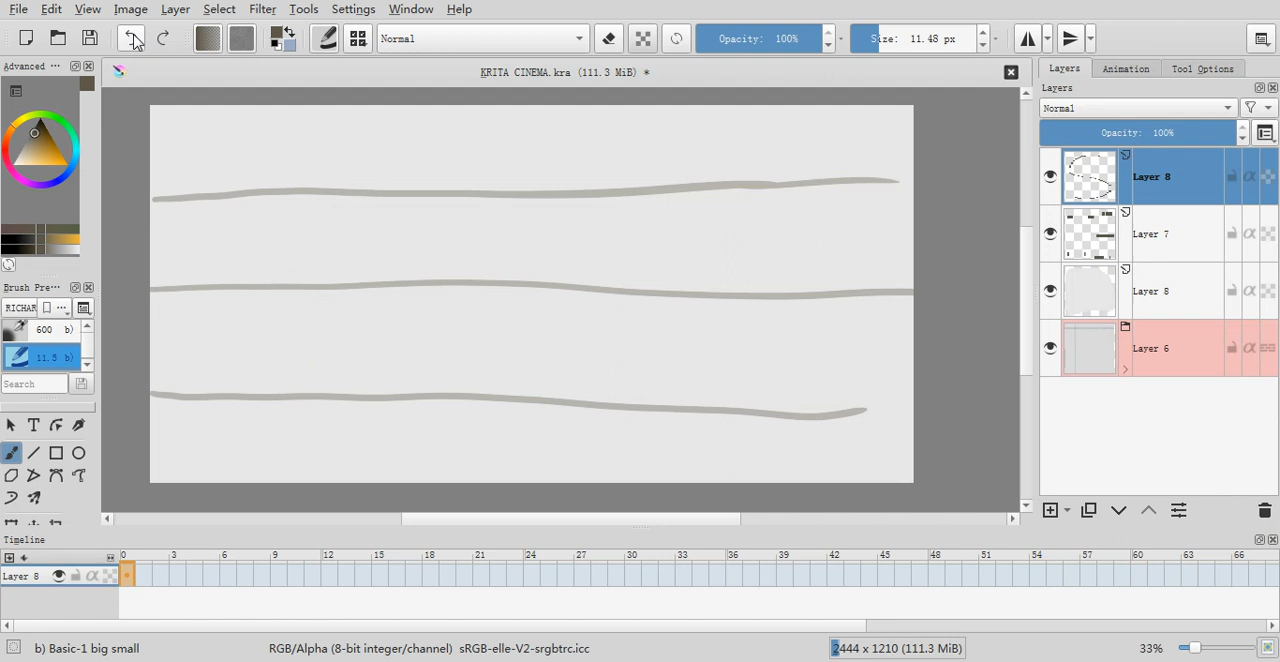 File Edit View Image Layer Select Filter Tools Settings Window Help
Normal Opacity: 100% Size: 11.48 px
Advanced ··· KRITA CINEMA.kra (111.3 MiB) * Layers Animation Tool Options
Layers
Normal
Opacity: 100%
Layer 8
Layer 7
Layer 6
Brush Pre···
RICHAR ···
600 b)
11.5 b)
Search
Timeline
0 3 6 9 12 15 18 21 24 27 30 33 36 39 42 45 48 51 54 57 60 63 66
Layer 8
b) Basic-1 big small RGB/Alpha (8-bit integer/channel) sRGB-elle-V2-srgbtrc.icc 2444 x 1210 (111.3 MiB) 33%